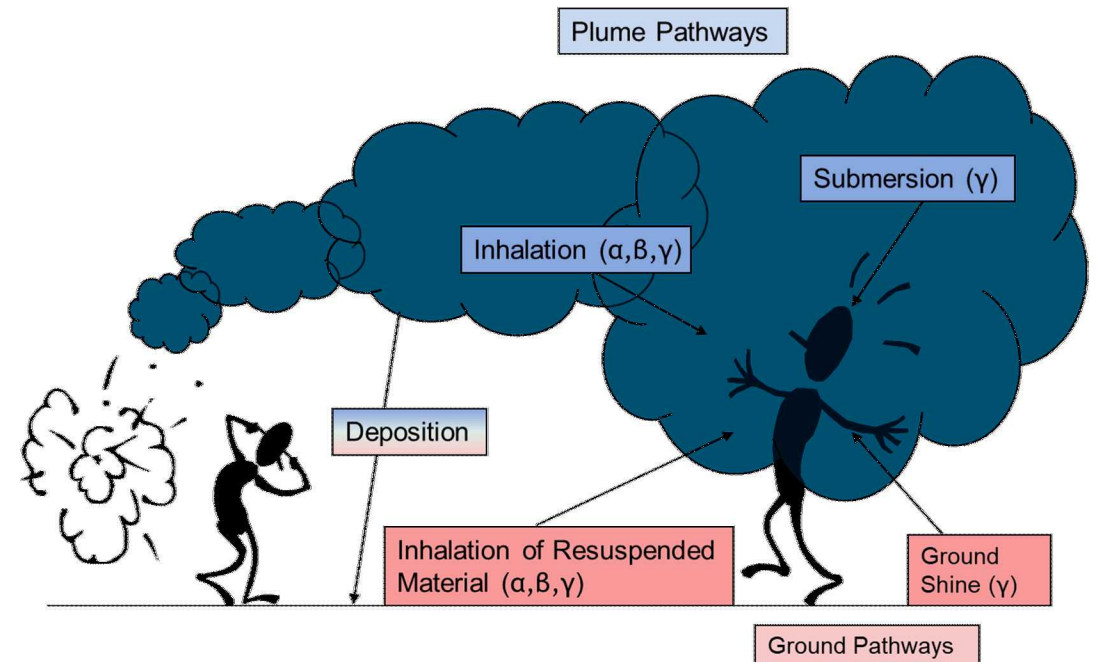 Plume Pathways
Submersion (γ)
Inhalation (α,β,γ)
Deposition
Inhalation of Resuspended
Material (α,β,γ)
Ground
Shine (γ)
Ground Pathways